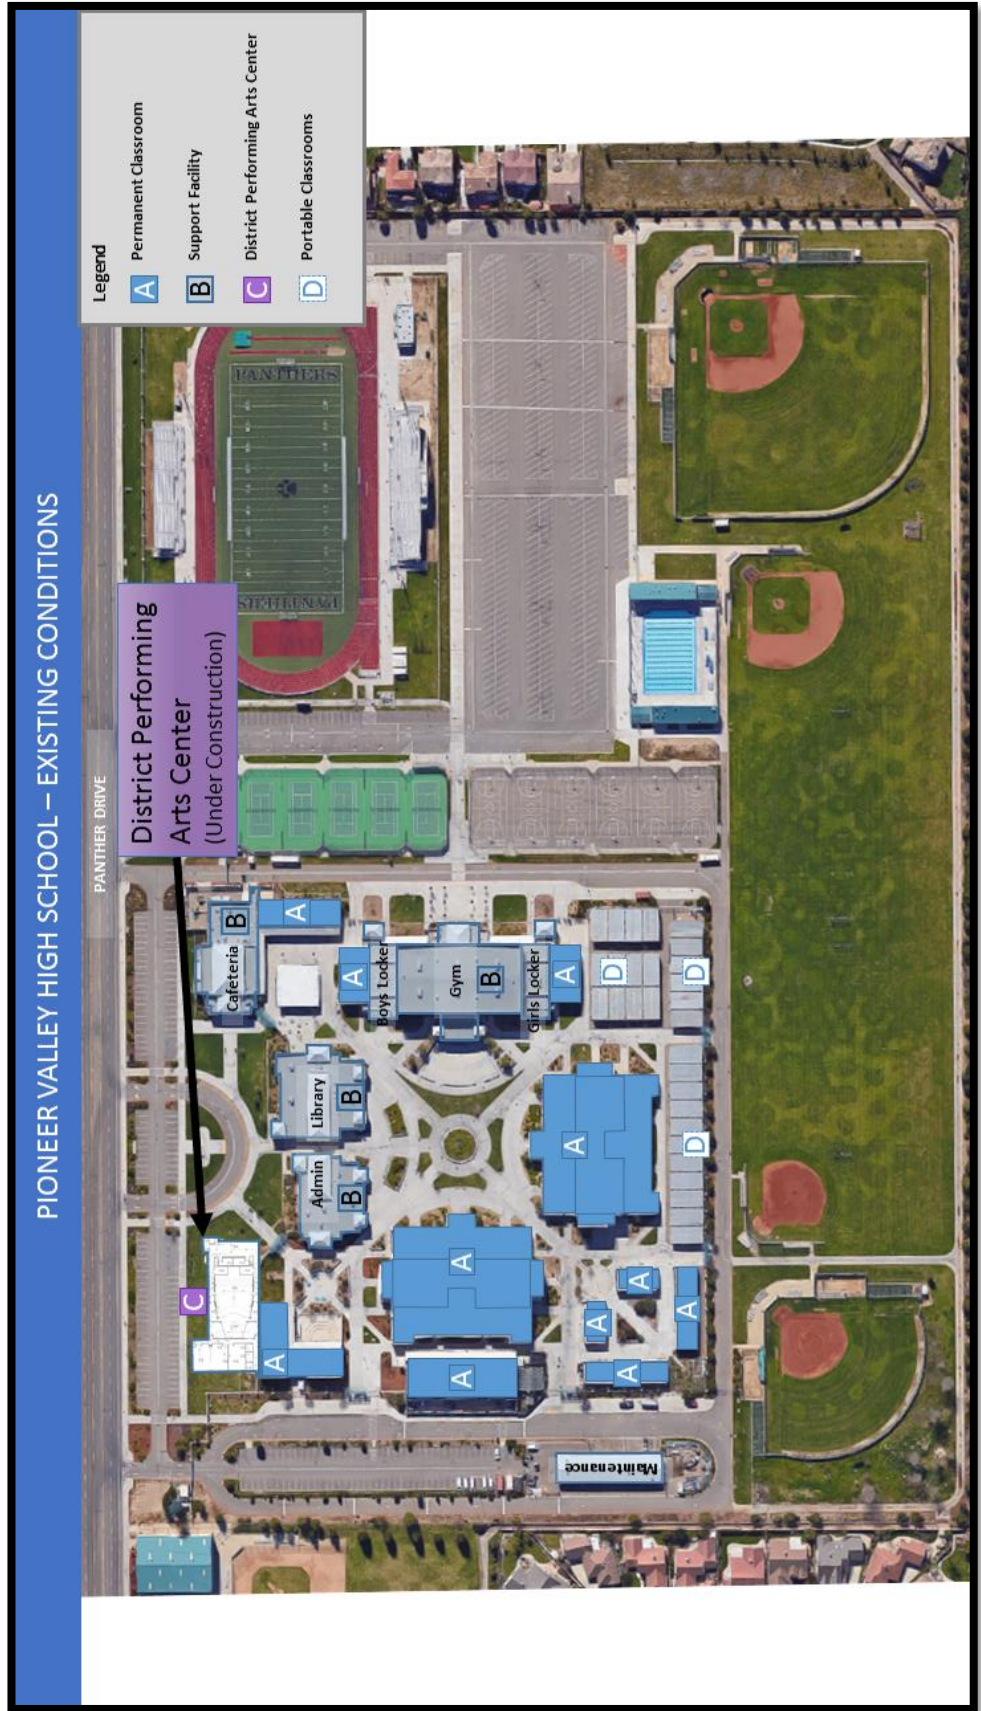 PIONEER VALLEY HIGH SCHOOL – EXISTING CONDITIONS
Legend
A Permanent Classroom
B Support Facility
C District Performing Arts Center
D Portable Classrooms
PANTHER DRIVE
District Performing
Arts Center
(Under Construction)
PANTHERS
PANTHERS
C
A
Cafeteria
B
A
Admin
B
Library
B
A
Boys Locker
Gym
B
Girls Locker
A
A
A
A
A
A
A
A
D
D
D
Maintenance